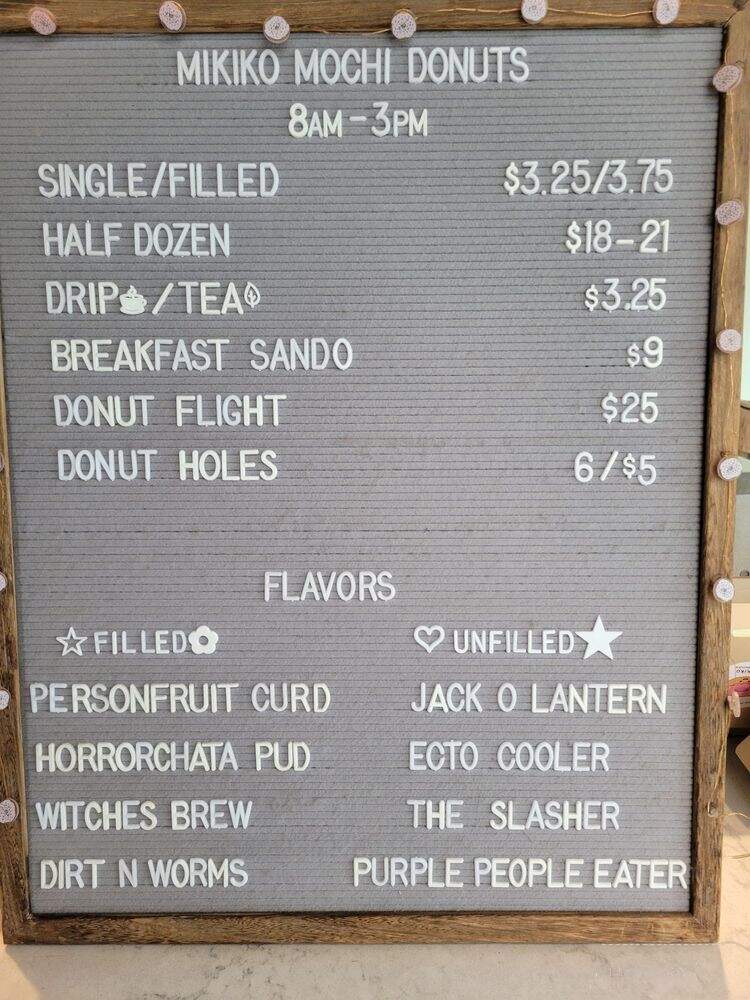 MIKIKO MOCHI DONUTS
8AM-3PM
SINGLE/FILLED $3.25/3.75
HALF DOZEN $18-21
DRIP/TEA $3.25
BREAKFAST SANDO $9
DONUT FLIGHT $25
DONUT HOLES 6/$5
FLAVORS
FILLED UNFILLED
PERSONFRUIT CURD JACK O LANTERN
HORRORCHATA PUD ECTO COOLER
WITCHES BREW THE SLASHER
DIRT N WORMS PURPLE PEOPLE EATER